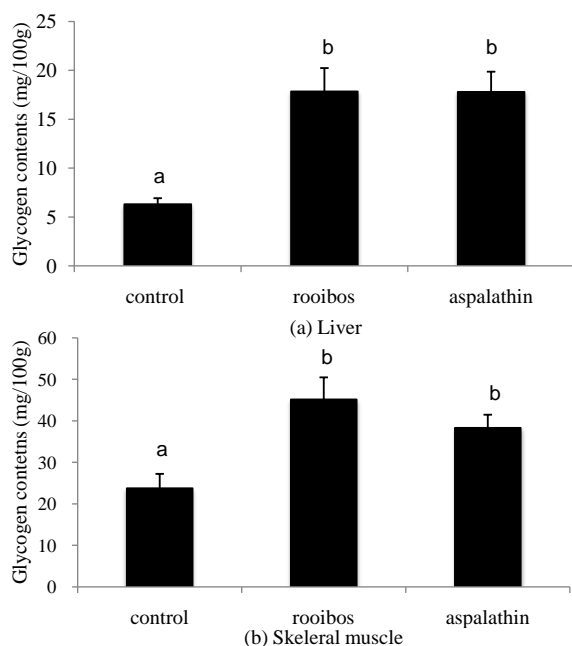 Glycogen contents (mg/100g)
25
20
15
10
5
0
a
b
b
control rooibos aspalathin
(a) Liver
Glycogen contetns (mg/100g)
60
50
40
30
20
10
0
a
b
b
control rooibos aspalathin
(b) Skeleral muscle